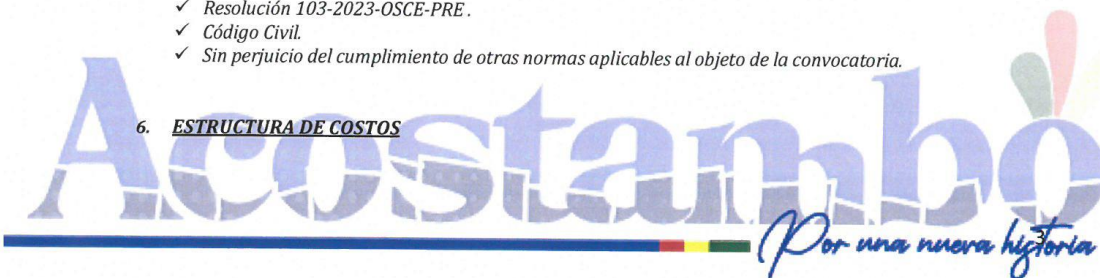 ✓ Resolución 103-2023-OSCE-PRE .
✓ Código Civil.
✓ Sin perjuicio del cumplimiento de otras normas aplicables al objeto de la convocatoria.
6. ESTRUCTURA DE COSTOS
Acostambo
Por una nueva historia
3